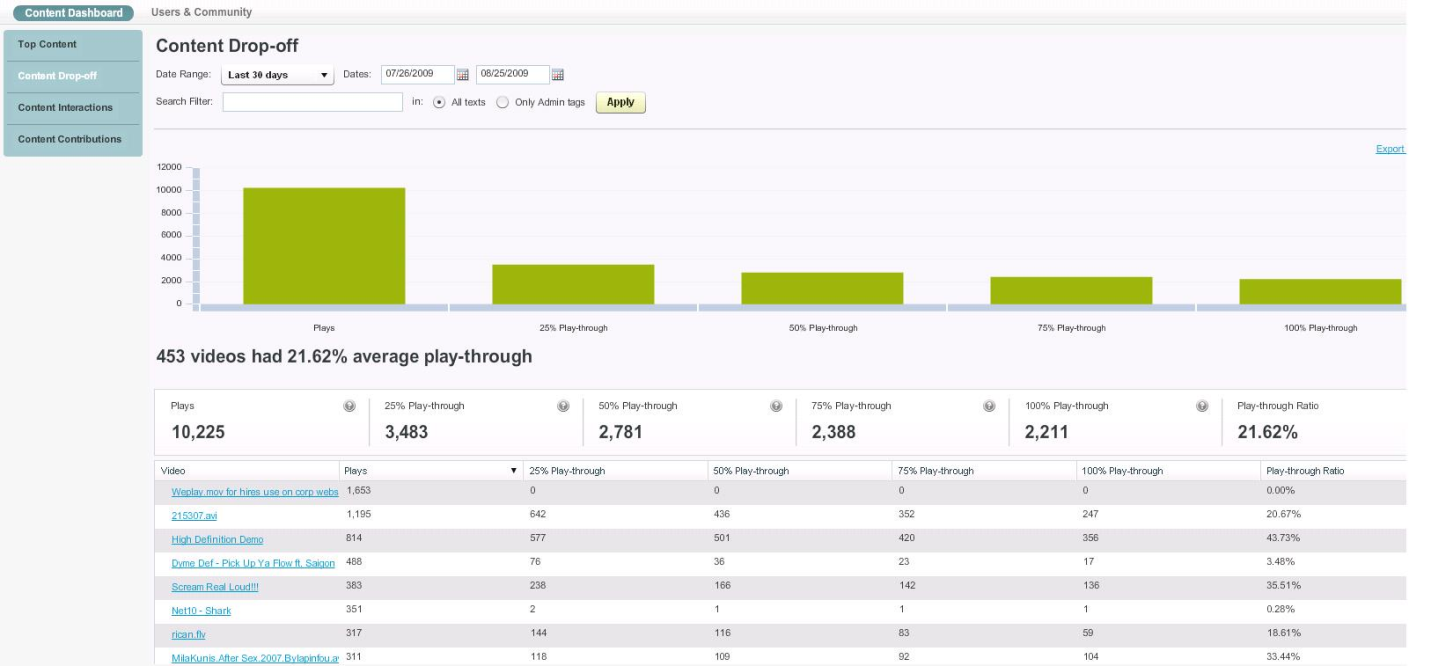 Content Dashboard Users & Community
Top Content
Content Drop-off
Content Interactions
Content Contributions
Content Drop-off
Date Range: Last 30 days Dates: 07/26/2009 08/25/2009
Search Filter: in: All texts Only Admin tags Apply
Export
12000
10000
8000
6000
4000
2000
0
Plays 25% Play-through 50% Play-through 75% Play-through 100% Play-through
453 videos had 21.62% average play-through
Plays 25% Play-through 50% Play-through 75% Play-through 100% Play-through Play-through Ratio
10,225 3,483 2,781 2,388 2,211 21.62%
Video Plays 25% Play-through 50% Play-through 75% Play-through 100% Play-through Play-through Ratio
Weplay.mov for hires use on corp webs 1,653 0 0 0 0 0.00%
215307.avi 1,195 642 436 352 247 20.67%
High Definition Demo 814 577 501 420 356 43.73%
Dyme Def - Pick Up Ya Flow ft. Saigon 488 76 36 23 17 3.48%
Scream Real Loud!!! 383 238 166 142 136 35.51%
Net10 - Shark 351 2 1 1 1 0.28%
rican.flv 317 144 116 83 59 18.61%
MilaKunis.After Sex.2007.Bylapinfou.a 311 118 109 92 104 33.44%